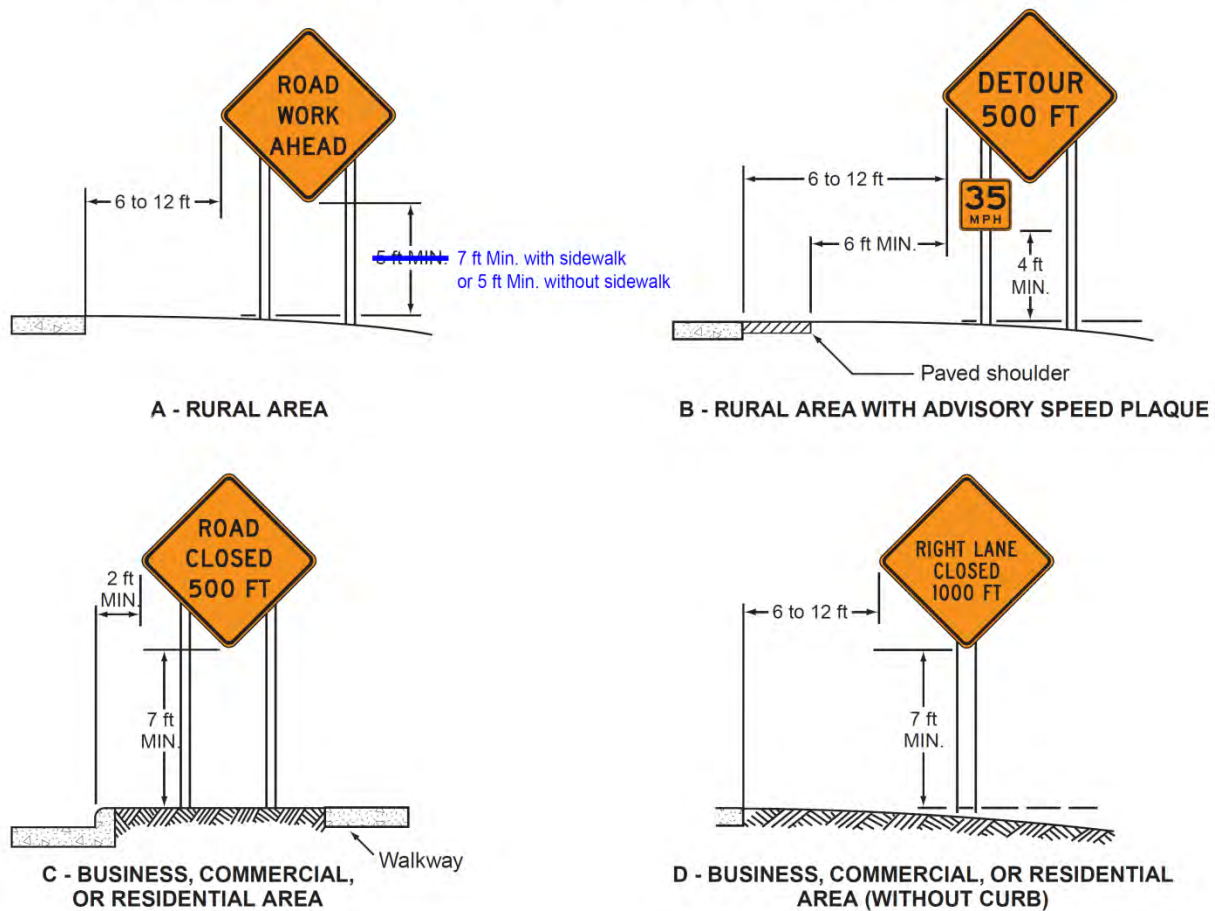 ROAD
WORK
AHEAD
6 to 12 ft
5 ft MIN. 7 ft Min. with sidewalk
or 5 ft Min. without sidewalk
A - RURAL AREA
DETOUR
500 FT
6 to 12 ft
35
MPH
6 ft MIN.
4 ft
MIN.
Paved shoulder
B - RURAL AREA WITH ADVISORY SPEED PLAQUE
ROAD
CLOSED
500 FT
2 ft
MIN.
7 ft
MIN.
Walkway
C - BUSINESS, COMMERCIAL,
OR RESIDENTIAL AREA
RIGHT LANE
CLOSED
1000 FT
6 to 12 ft
7 ft
MIN.
D - BUSINESS, COMMERCIAL, OR RESIDENTIAL
AREA (WITHOUT CURB)